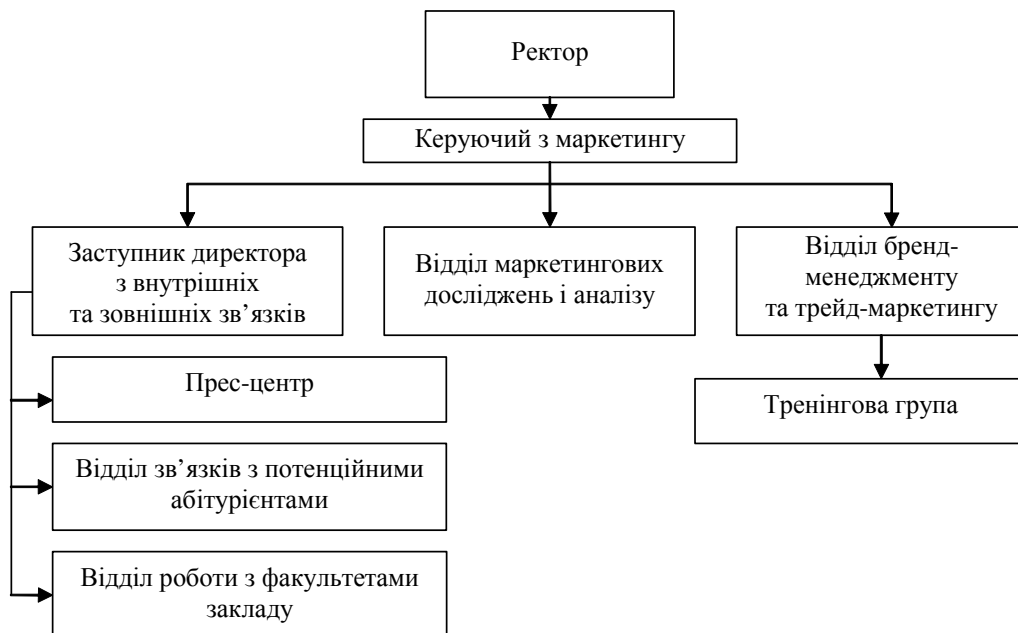 Ректор
Керуючий з маркетингу
Заступник директора
з внутрішніх
та зовнішніх зв’язків
Відділ маркетингових
досліджень і аналізу
Відділ бренд-
менеджменту
та трейд-маркетингу
Прес-центр
Тренінгова група
Відділ зв’язків з потенційними
абітурієнтами
Відділ роботи з факультетами
закладу